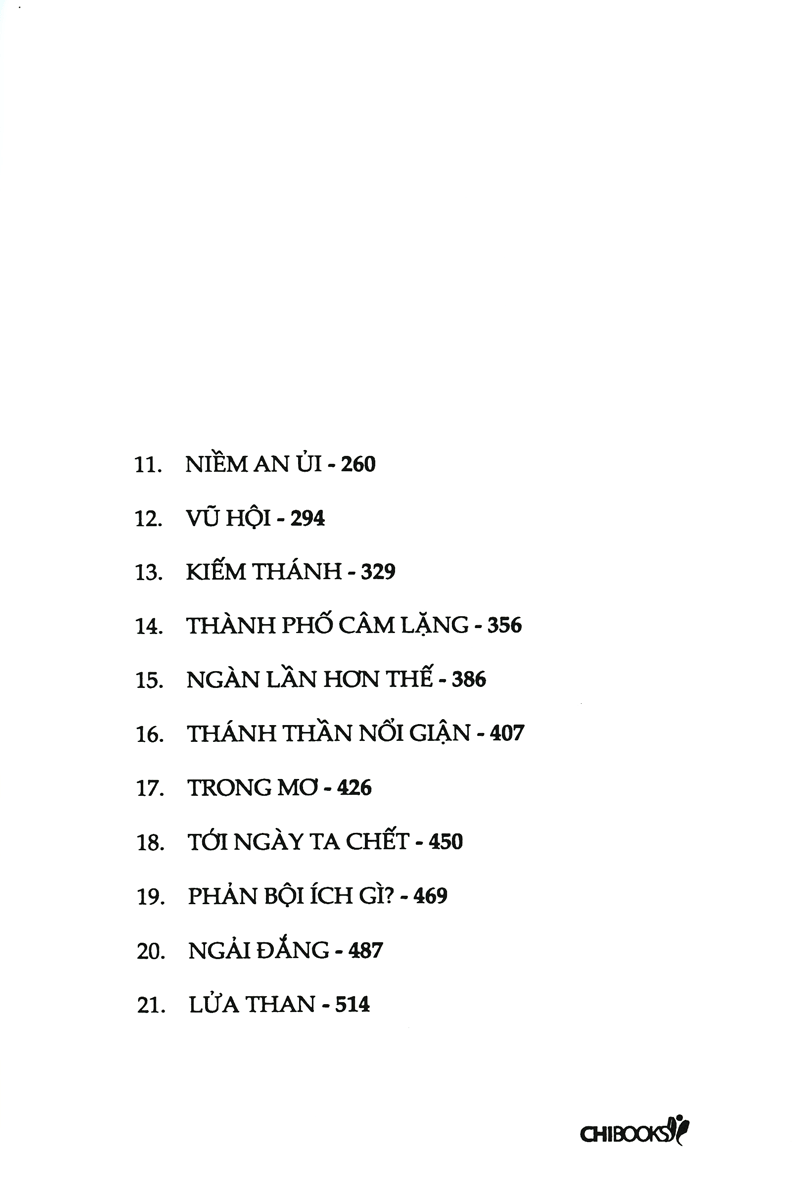 11. NIỀM AN ỦI - 260
12. VŨ HỘI - 294
13. KIẾM THÁNH - 329
14. THÀNH PHỐ CÂM LẶNG - 356
15. NGÀN LẦN HƠN THẾ - 386
16. THÁNH THẦN NỔI GIẬN - 407
17. TRONG MƠ - 426
18. TỚI NGÀY TA CHẾT - 450
19. PHẢN BỘI ÍCH GÌ? - 469
20. NGẢI ĐẮNG - 487
21. LỬA THAN - 514
CHIBOOKS